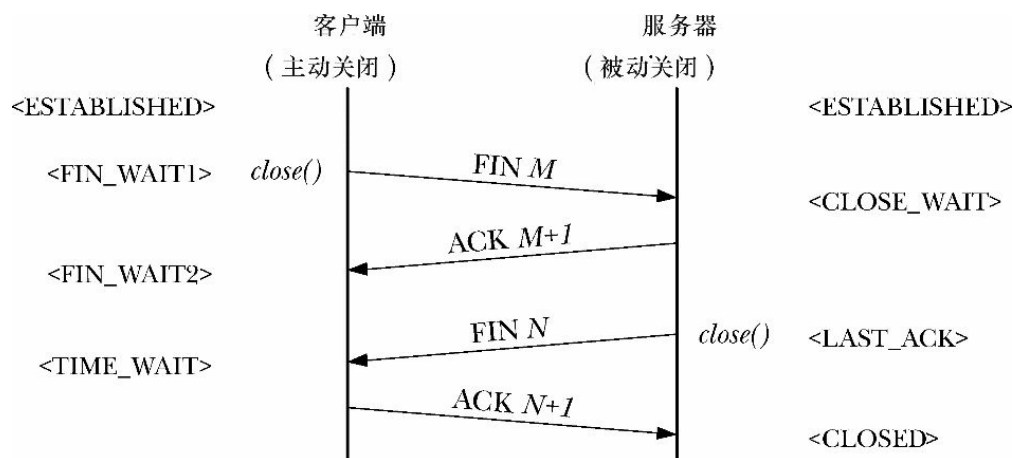 客户端 服务器
(主动关闭) (被动关闭)
<ESTABLISHED> <ESTABLISHED>
<FIN_WAIT1> close() FIN M
<CLOSE_WAIT>
ACK M+1
<FIN_WAIT2>
FIN N close() <LAST_ACK>
<TIME_WAIT>
ACK N+1
<CLOSED>